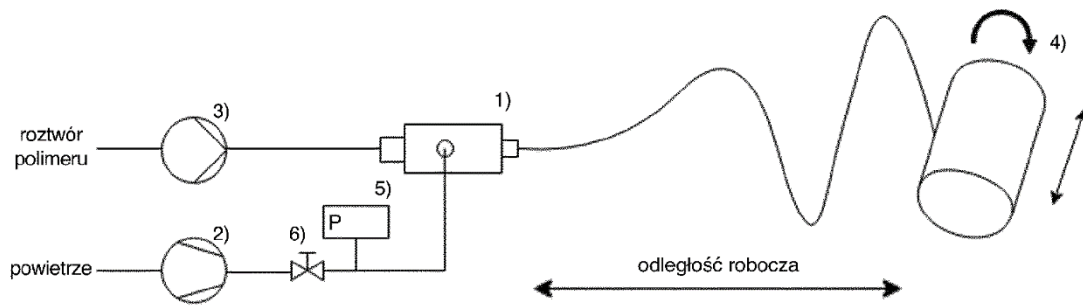 4)
1)
3)
roztwór
polimeru
5)
P
6)
2)
powietrze
odległość robocza